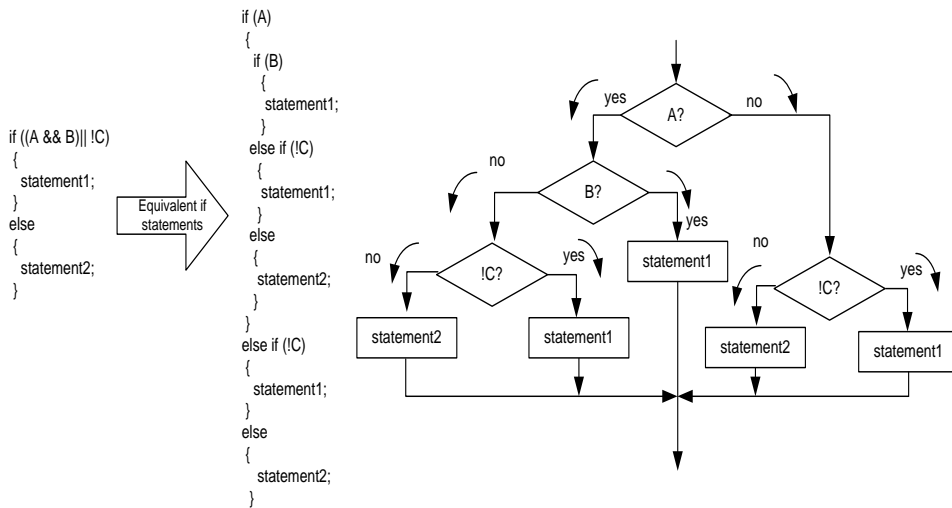 if ((A && B)|| !C)
{
statement1;
}
else
{
statement2;
}
Equivalent if
statements
if (A)
{
if (B)
{
statement1;
}
else if (!C)
{
statement1;
}
else
{
statement2;
}
}
else if (!C)
{
statement1;
}
else
{
statement2;
}
yes
A?
no
no
B?
yes
no
!C?
yes
statement1
no
!C?
yes
statement2
statement1
statement2
statement1